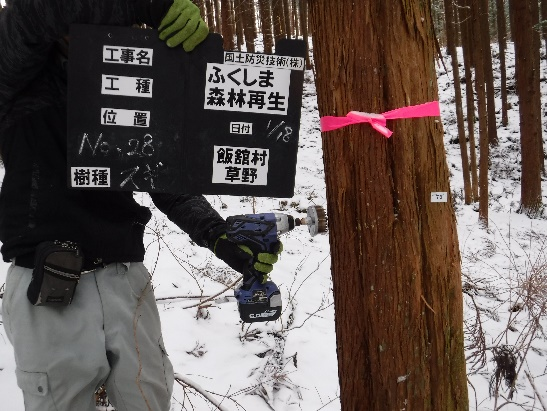 工事名
国土防災技術(株)
工種
ふくしま
森林再生
位置
日付 1/18
No.28
飯舘村
草野
樹種 スギ
73